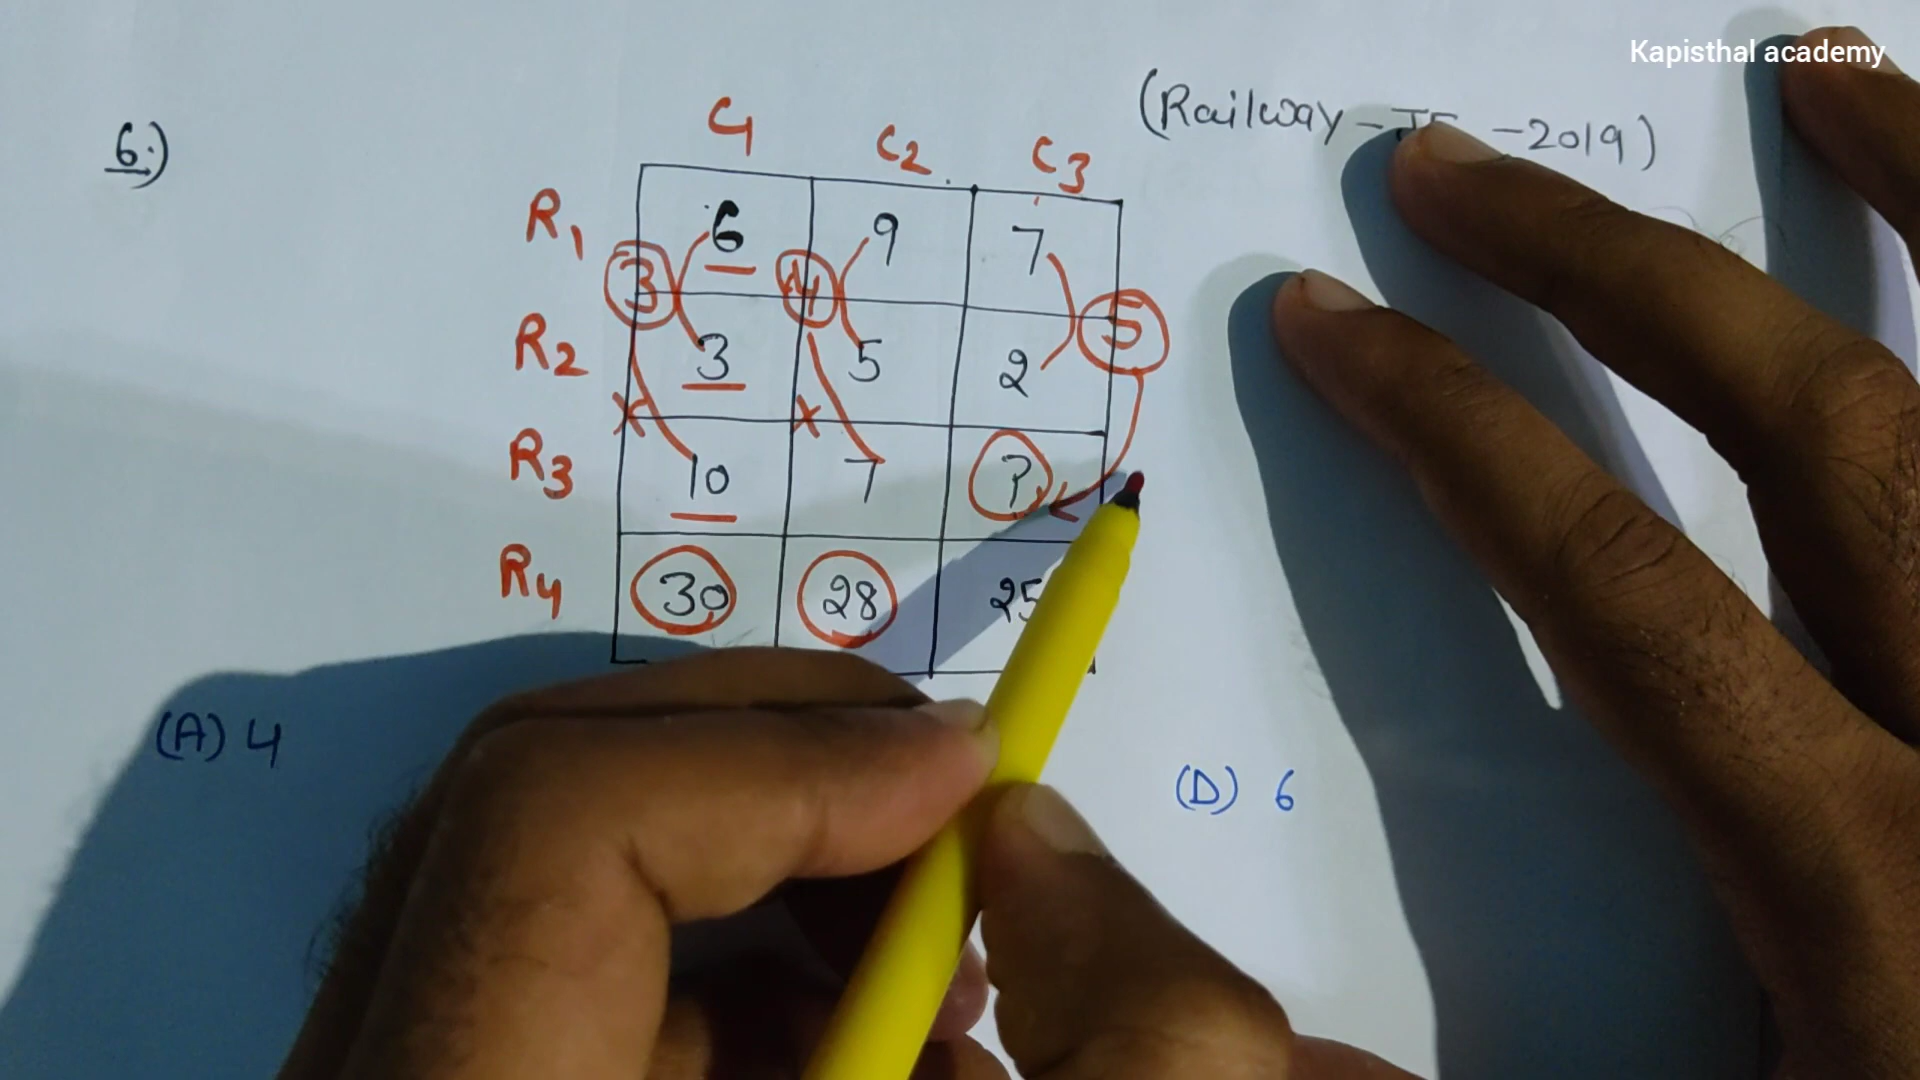 Kapisthal academy
6.)
(Railway - -2019)
C1 C2 C3
R1 6 9 7
3 4 5
R2 3 5 2
x x
R3 10 7 ?
R4 30 28 25
(A) 4
(D) 6